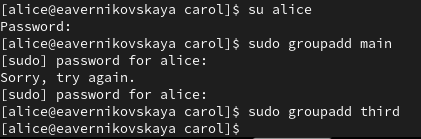 [alice@eavernikovskaya carol]$ su alice
Password:
[alice@eavernikovskaya carol]$ sudo groupadd main
[sudo] password for alice:
Sorry, try again.
[sudo] password for alice:
[alice@eavernikovskaya carol]$ sudo groupadd third
[alice@eavernikovskaya carol]$